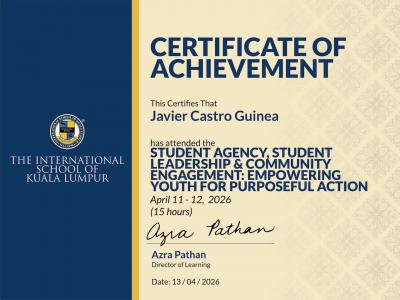 THE INTERNATIONAL
SCHOOL OF
KUALA LUMPUR
CERTIFICATE OF
ACHIEVEMENT
This Certifies That
Javier Castro Guinea
has attended the
STUDENT AGENCY, STUDENT
LEADERSHIP & COMMUNITY
ENGAGEMENT: EMPOWERING
YOUTH FOR PURPOSEFUL ACTION
April 11 - 12, 2026
(15 hours)
Azra Pathan
Azra Pathan
Director of Learning
Date: 13 / 04 / 2026